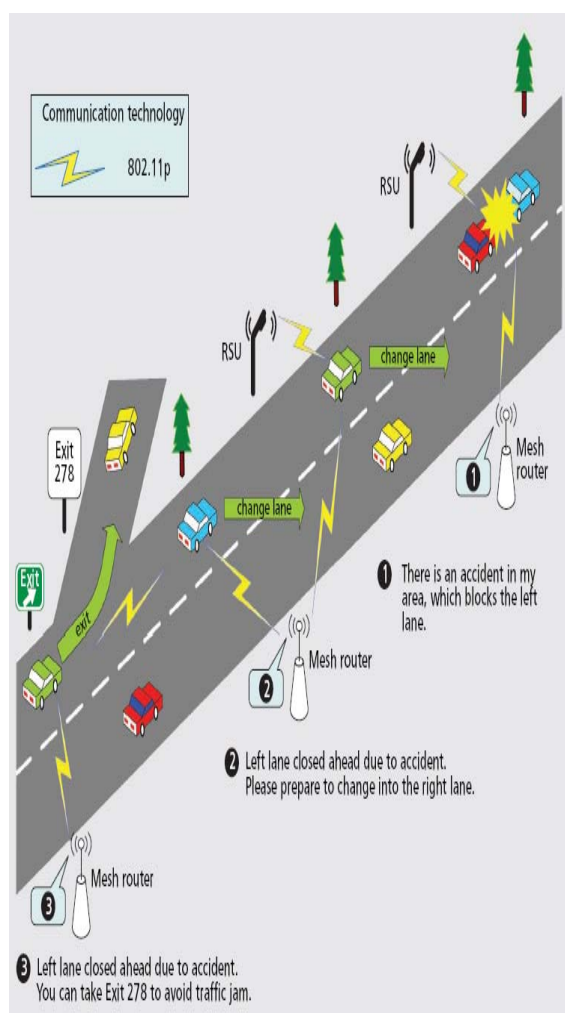 Communication technology
802.11p
RSU
RSU
change lane
Exit
278
change lane
1
Mesh
router
Exit
exit
1 There is an accident in my
area, which blocks the left
lane.
2
Mesh router
2 Left lane closed ahead due to accident.
Please prepare to change into the right lane.
3
Mesh router
3 Left lane closed ahead due to accident.
You can take Exit 278 to avoid traffic jam.